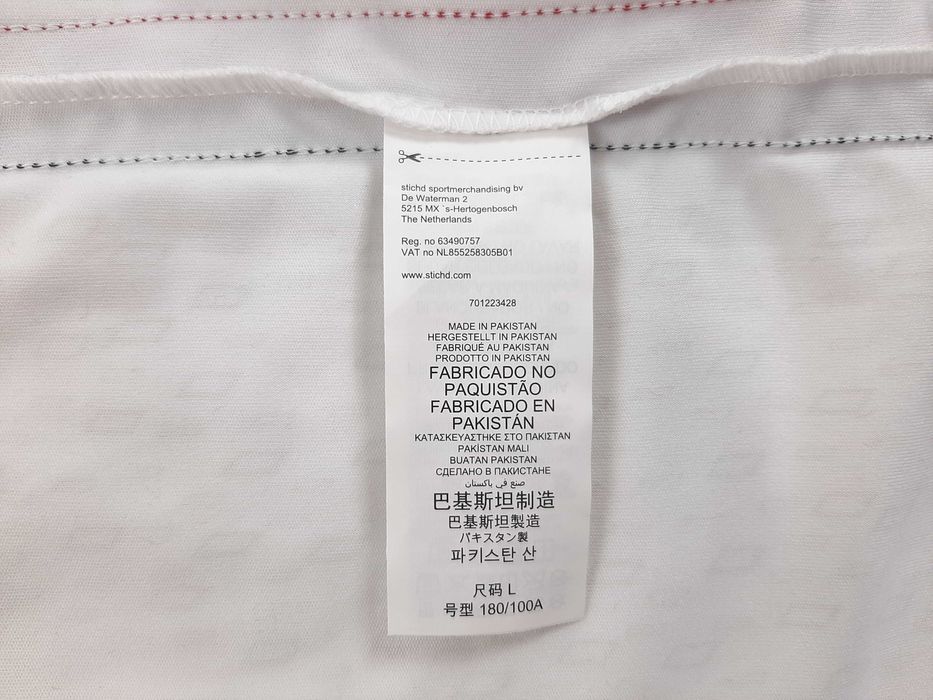 stichd sportmerchandising bv
De Waterman 2
5215 MX `s-Hertogenbosch
The Netherlands
Reg. no 63490757
VAT no NL855258305B01
www.stichd.com
701223428
MADE IN PAKISTAN
HERGESTELLT IN PAKISTAN
FABRIQUÉ AU PAKISTAN
PRODOTTO IN PAKISTAN
FABRICADO NO
PAQUISTÃO
FABRICADO EN
PAKISTÁN
ΚΑΤΑΣΚΕΥΑΣΤΗΚΕ ΣΤΟ ΠΑΚΙΣΤΑΝ
PAKİSTAN MALI
BUATAN PAKISTAN
СДЕЛАНО В ПАКИСТАНЕ
صنع في باكستان
巴基斯坦制造
巴基斯坦製造
パキスタン製
파키스탄 산
尺码 L
号型 180/100A